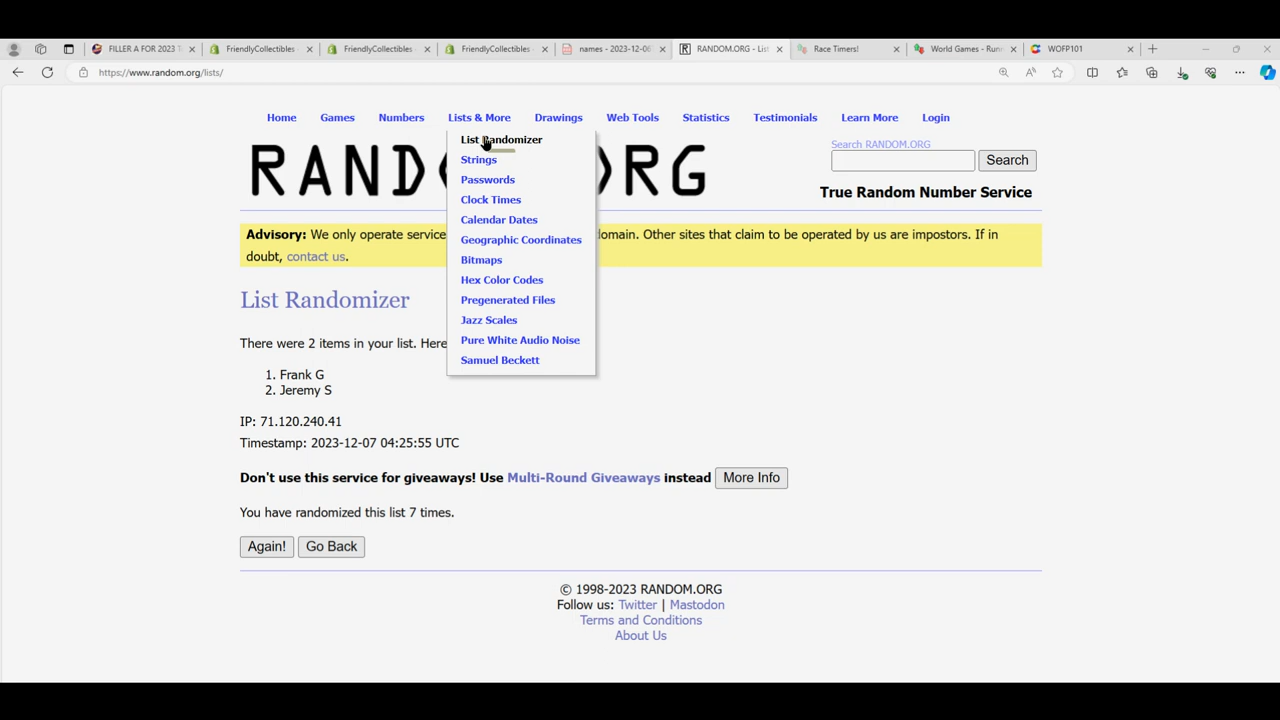 FILLER A FOR 2023 T
FriendlyCollectibles
FriendlyCollectibles
FriendlyCollectibles
names - 2023-12-06
RANDOM.ORG - List
Race Timers!
World Games - Runn
WOFP101
https://www.random.org/lists/
Home Games Numbers Lists & More Drawings Web Tools Statistics Testimonials Learn More Login
List Randomizer
Strings
Passwords
Clock Times
Calendar Dates
Geographic Coordinates
Bitmaps
Hex Color Codes
Pregenerated Files
Jazz Scales
Pure White Audio Noise
Samuel Beckett
RAND ORG
Search RANDOM.ORG
Search
True Random Number Service
Advisory: We only operate service omain. Other sites that claim to be operated by us are impostors. If in
doubt, contact us.
List Randomizer
There were 2 items in your list. Here
1. Frank G
2. Jeremy S
IP: 71.120.240.41
Timestamp: 2023-12-07 04:25:55 UTC
Don't use this service for giveaways! Use Multi-Round Giveaways instead More Info
You have randomized this list 7 times.
Again! Go Back
© 1998-2023 RANDOM.ORG
Follow us: Twitter | Mastodon
Terms and Conditions
About Us